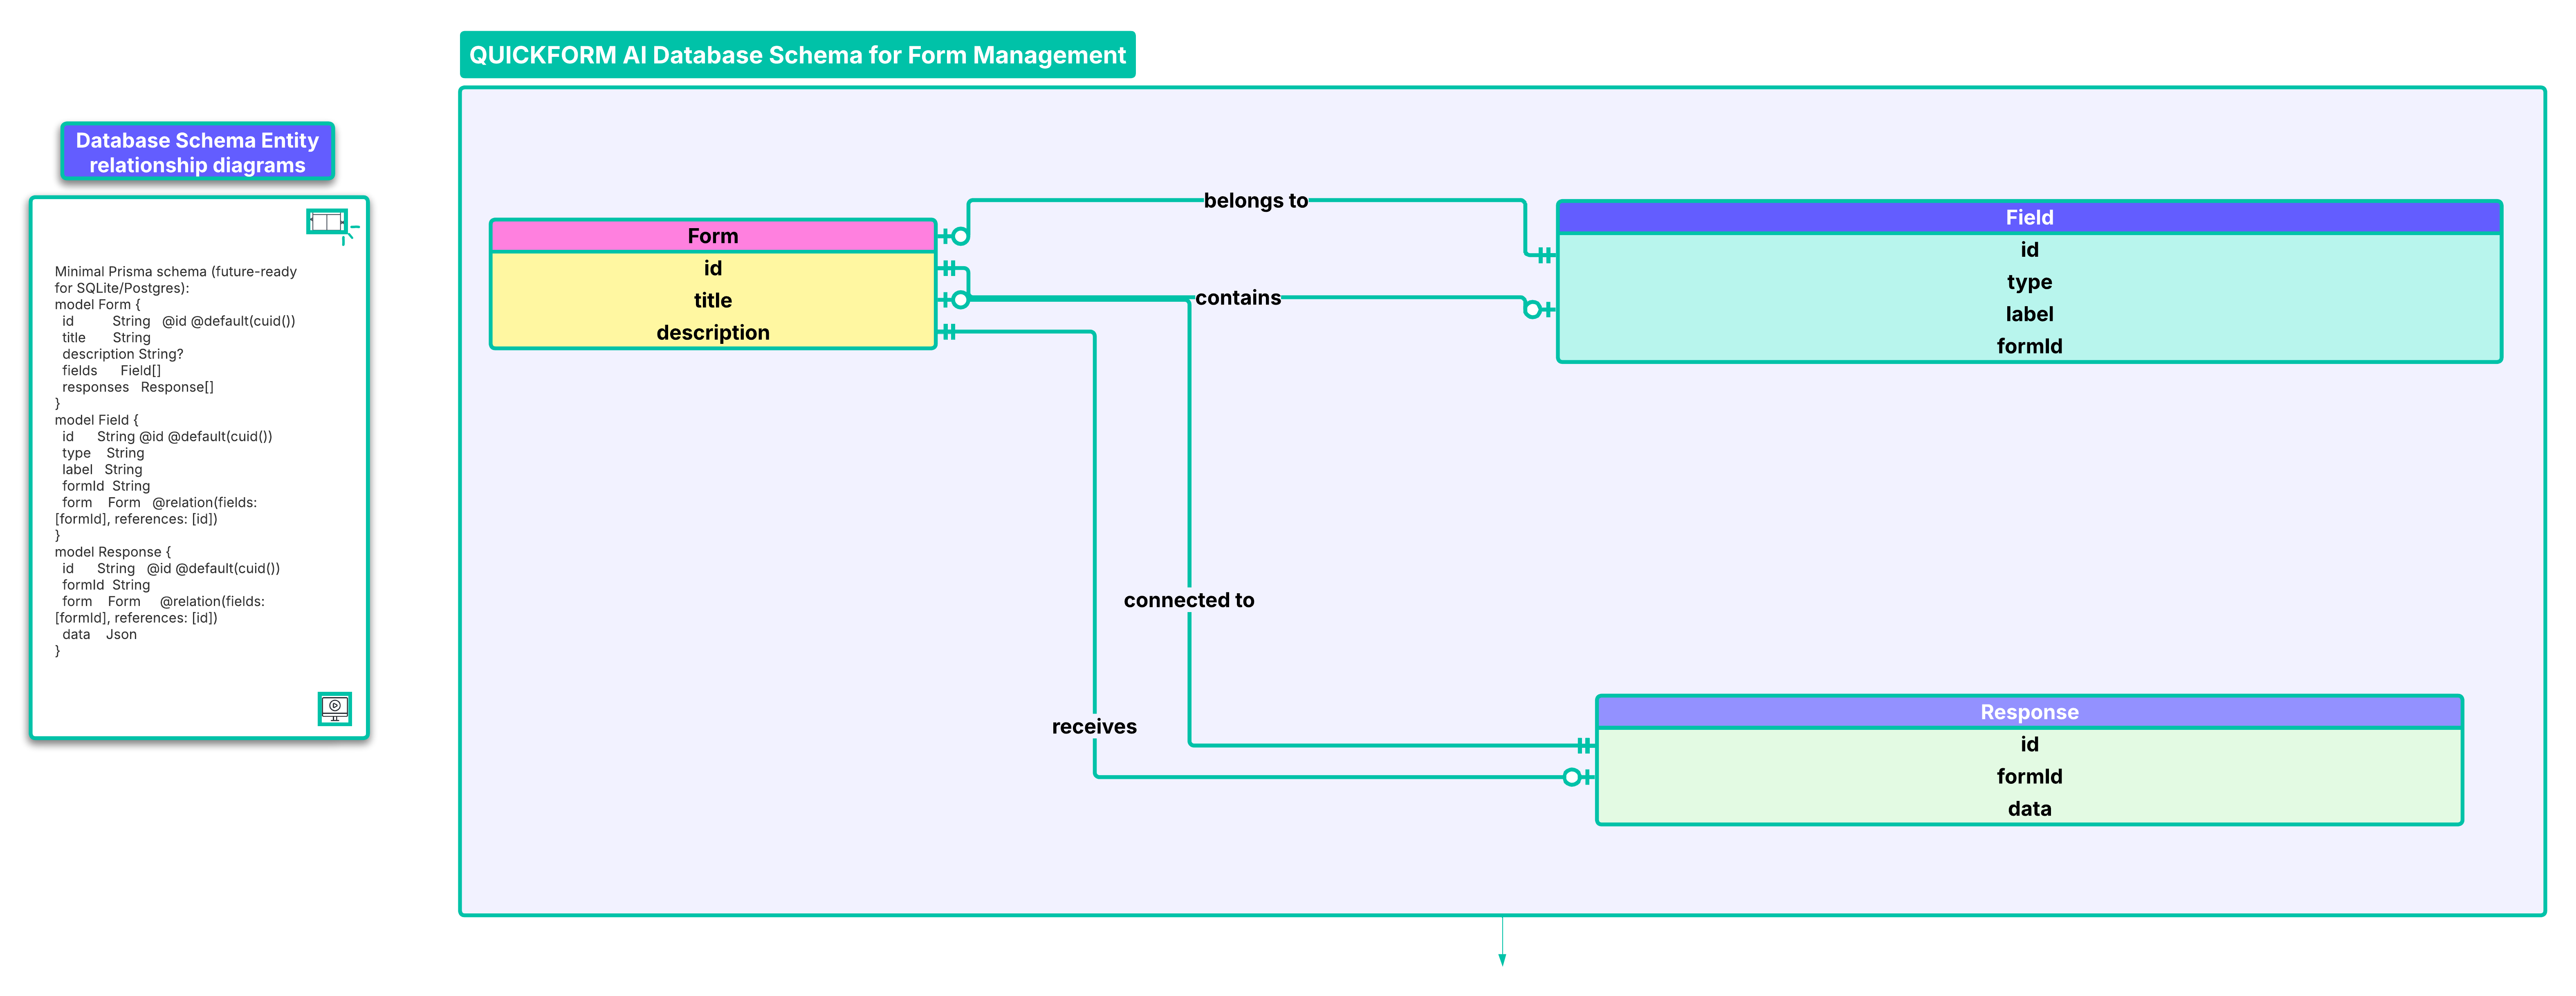 QUICKFORM AI Database Schema for Form Management
Database Schema Entity
relationship diagrams
Minimal Prisma schema (future-ready
for SQLite/Postgres):
model Form {
id String @id @default(cuid())
title String
description String?
fields Field[]
responses Response[]
}
model Field {
id String @id @default(cuid())
type String
label String
formId String
form Form @relation(fields:
[formId], references: [id])
}
model Response {
id String @id @default(cuid())
formId String
form Form @relation(fields:
[formId], references: [id])
data Json
}
Form
id
title
description
belongs to
contains
connected to
receives
Field
id
type
label
formId
Response
id
formId
data